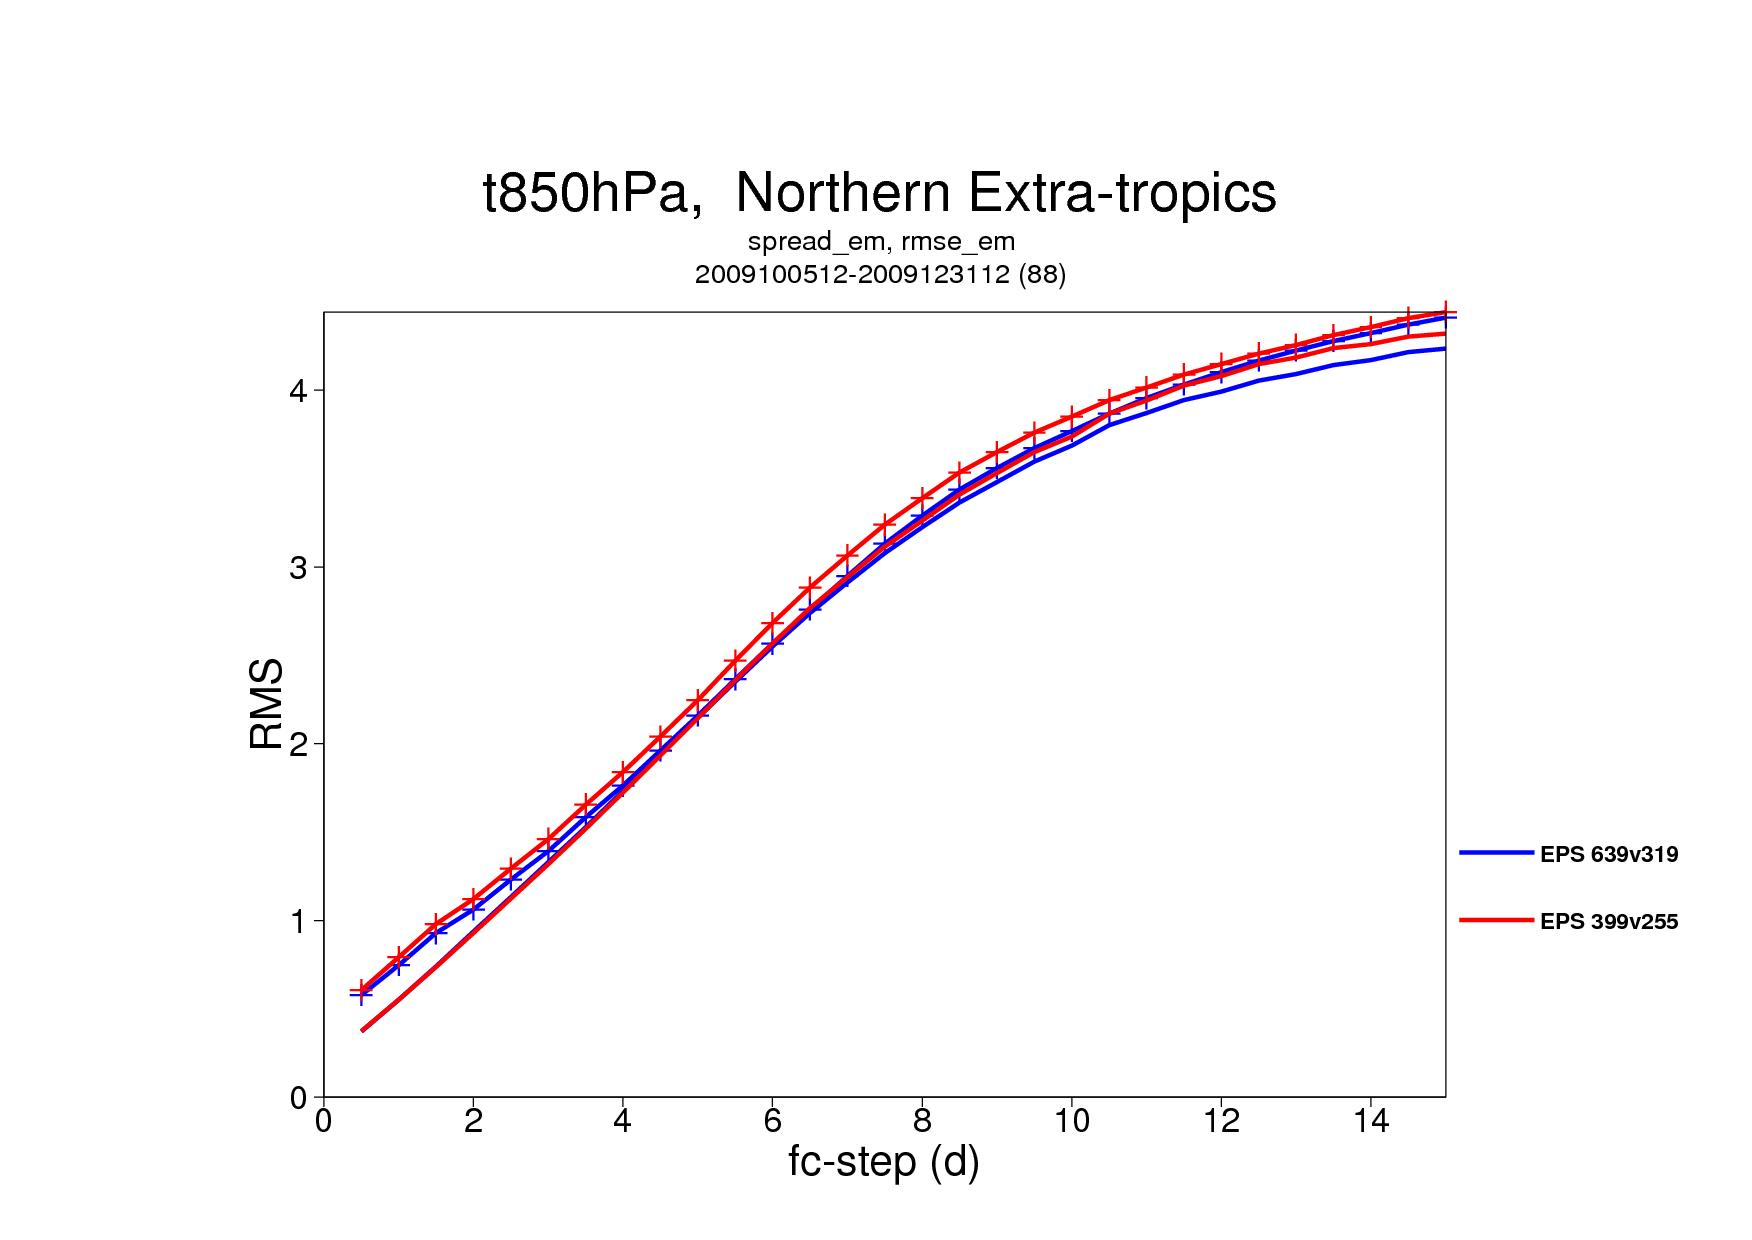 t850hPa, Northern Extra-tropics
spread_em, rmse_em
2009100512-2009123112 (88)
4
3
2
1
0
RMS
0 2 4 6 8 10 12 14
fc-step (d)
EPS 639v319
EPS 399v255